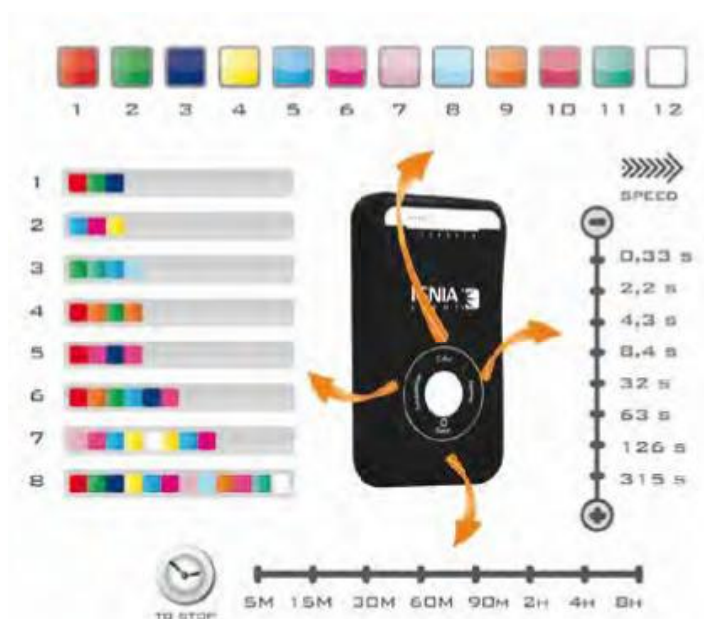 1 2 3 4 5 6 7 8 9 10 11 12
1
2
3
4
5
6
7
8
SPEED
0,33 s
2,2 s
4,3 s
8,4 s
32 s
63 s
126 s
315 s
TO STOP
5M 15M 30M 60M 90M 2H 4H 8H